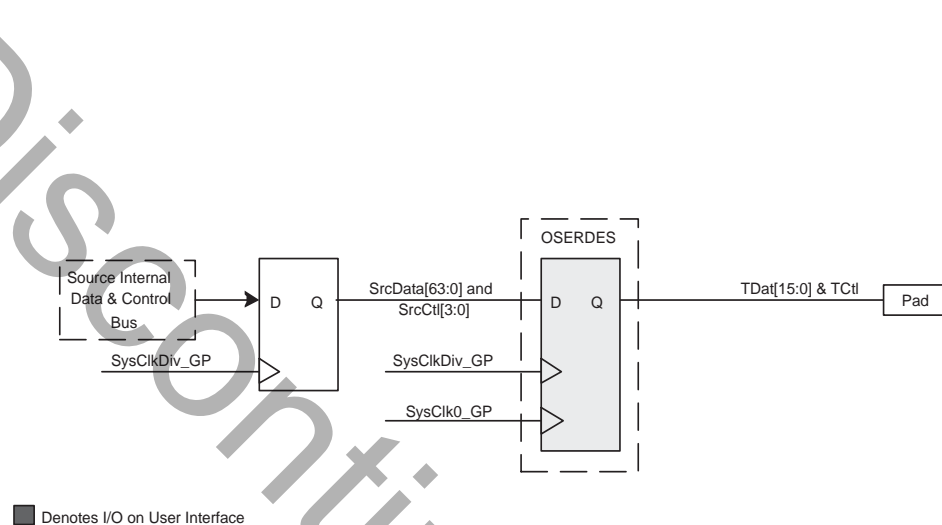 OSERDES
Source Internal
Data & Control
Bus
D Q
SrcData[63:0] and
SrcCtl[3:0]
D Q
TDat[15:0] & TCtl
Pad
SysClkDiv_GP
SysClkDiv_GP
SysClk0_GP
Denotes I/O on User Interface
Disconti